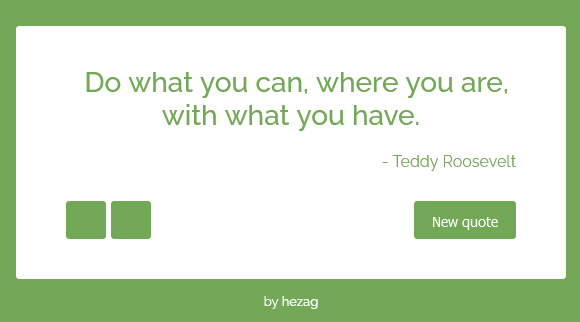 Do what you can, where you are,
with what you have.
- Teddy Roosevelt
New quote
by hezag